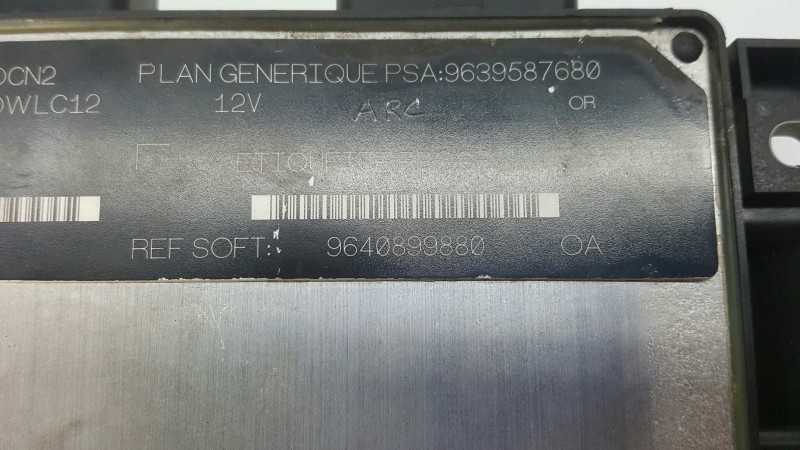 DCN2 PLAN GENERIQUE PSA:9639587680
DWLC12 12V ARC OR
REF SOFT: 9640899880 OA